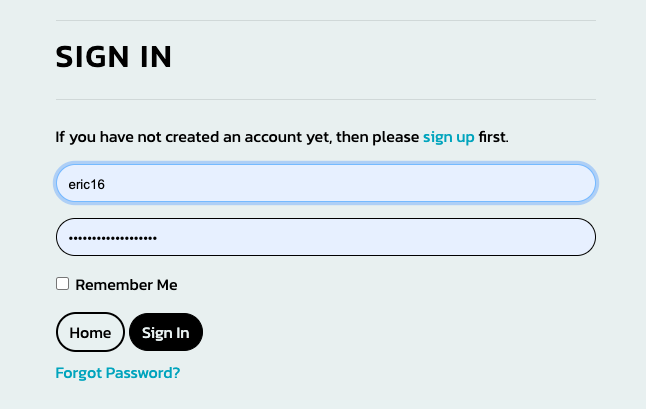 SIGN IN
If you have not created an account yet, then please sign up first.
eric16
•••••••••••••••••••
Remember Me
Home Sign In
Forgot Password?